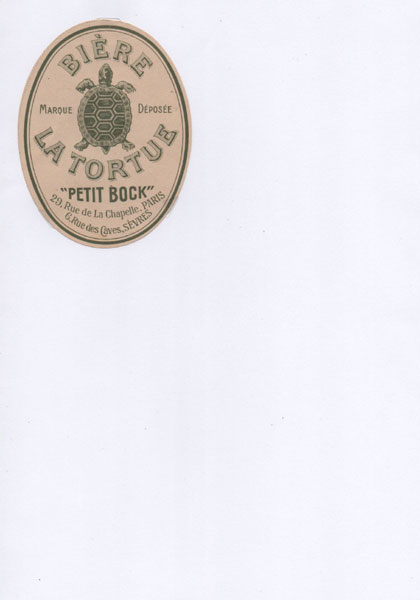 BIÈRE
MARQUE DÉPOSÉE
LA TORTUE
"PETIT BOCK"
29, Rue de La Chapelle, PARIS
6, Rue des Caves, SÈVRES